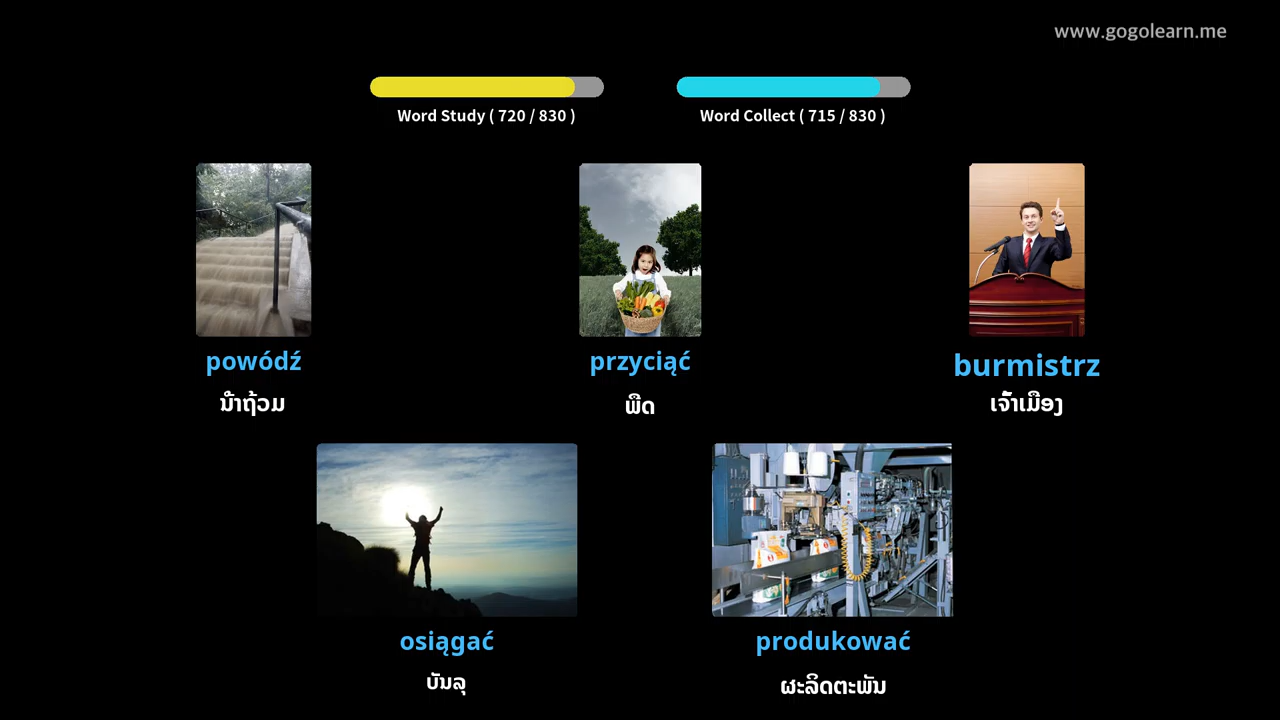 www.gogolearn.me
Word Study ( 720 / 830 )
Word Collect ( 715 / 830 )
powódź
ນ້ຳຖ້ວມ
przyciąć
ພືດ
burmistrz
ເຈົ້າເມືອງ
osiągać
ບັນລຸ
produkować
ຜະລິດຕະພັນ